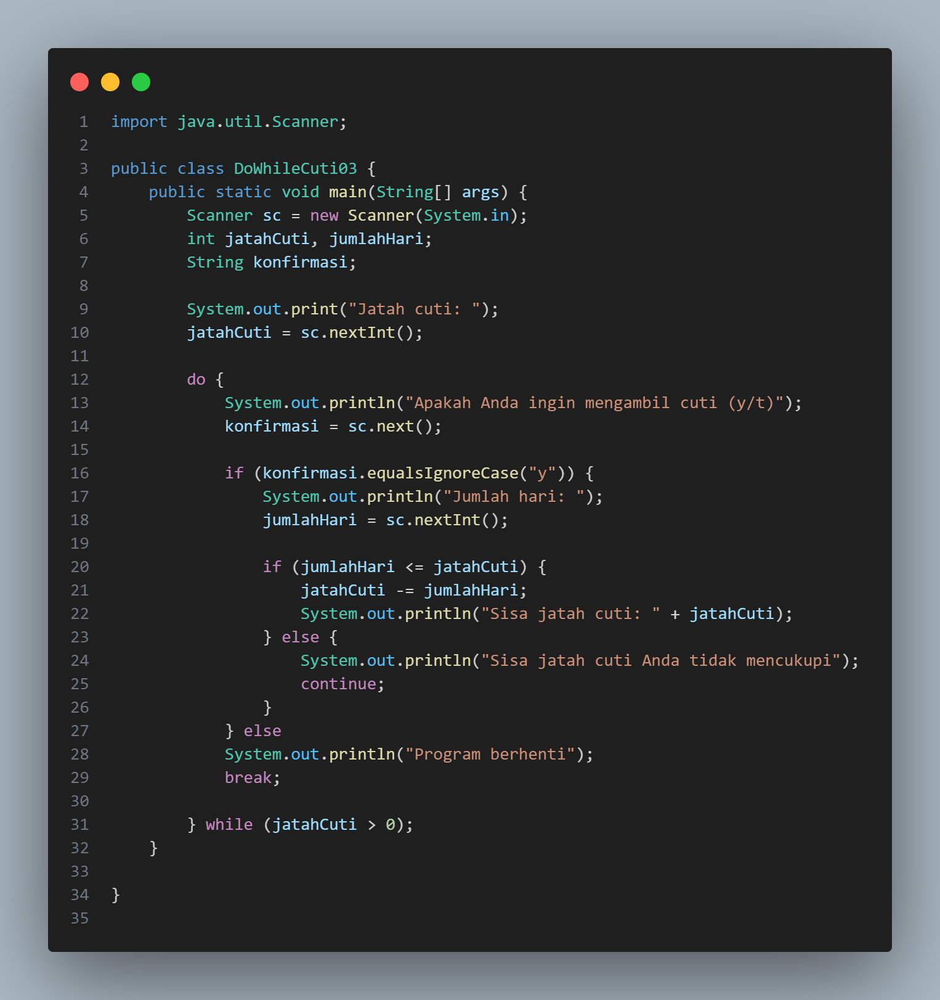 1 import java.util.Scanner;
2
3 public class DoWhileCuti03 {
4     public static void main(String[] args) {
5         Scanner sc = new Scanner(System.in);
6         int jatahCuti, jumlahHari;
7         String konfirmasi;
8
9         System.out.print("Jatah cuti: ");
10         jatahCuti = sc.nextInt();
11
12         do {
13             System.out.println("Apakah Anda ingin mengambil cuti (y/t)");
14             konfirmasi = sc.next();
15
16             if (konfirmasi.equalsIgnoreCase("y")) {
17                 System.out.println("Jumlah hari: ");
18                 jumlahHari = sc.nextInt();
19
20                 if (jumlahHari <= jatahCuti) {
21                     jatahCuti -= jumlahHari;
22                     System.out.println("Sisa jatah cuti: " + jatahCuti);
23                 } else {
24                     System.out.println("Sisa jatah cuti Anda tidak mencukupi");
25                     continue;
26                 }
27             } else
28             System.out.println("Program berhenti");
29             break;
30
31         } while (jatahCuti > 0);
32     }
33
34 }
35